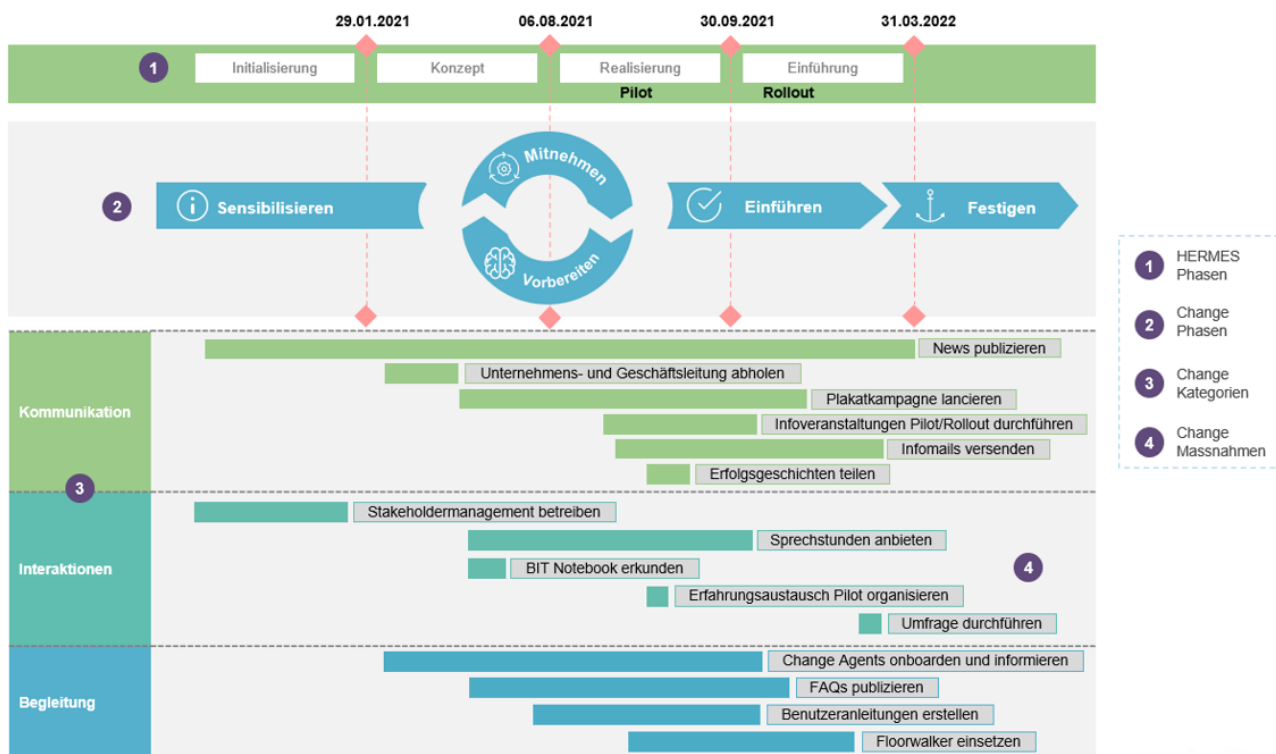 29.01.2021 06.08.2021 30.09.2021 31.03.2022
1 Initialisierung Konzept Realisierung Einführung
Pilot Rollout
2 Sensibilisieren Mitnehmen Vorbereiten Einführen Festigen
1 HERMES
Phasen
2 Change
Phasen
3 Change
Kategorien
4 Change
Massnahmen
Kommunikation
News publizieren
Unternehmens- und Geschäftsleitung abholen
Plakatkampagne lancieren
Infoveranstaltungen Pilot/Rollout durchführen
Infomails versenden
Erfolgsgeschichten teilen
3
Interaktionen
Stakeholdermanagement betreiben
Sprechstunden anbieten
BIT Notebook erkunden
4
Erfahrungsaustausch Pilot organisieren
Umfrage durchführen
Begleitung
Change Agents onboarden und informieren
FAQs publizieren
Benutzeranleitungen erstellen
Floorwalker einsetzen